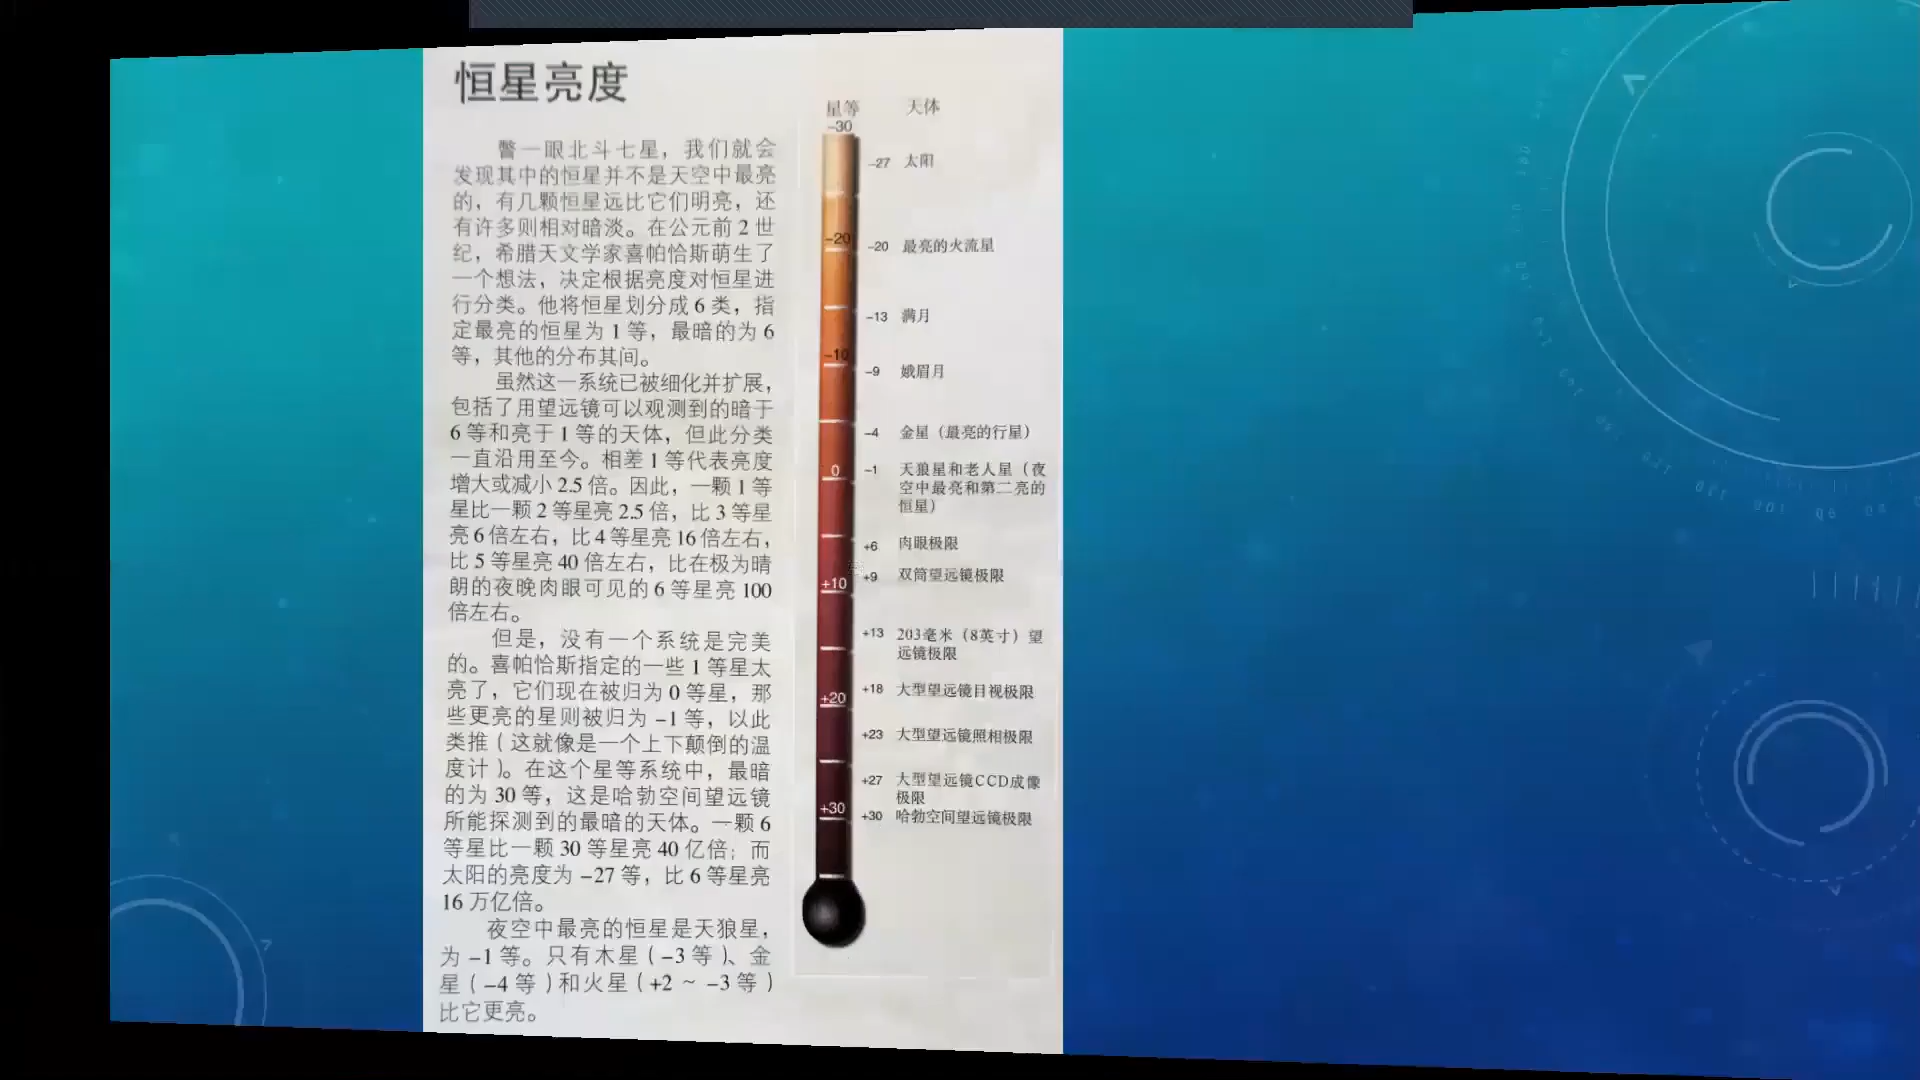 恒星亮度
瞥一眼北斗七星，我们就会
发现其中的恒星并不是天空中最亮
的，有几颗恒星远比它们明亮，还
有许多则相对暗淡。在公元前 2 世
纪，希腊天文学家喜帕恰斯萌生了
一个想法，决定根据亮度对恒星进
行分类。他将恒星划分成 6 类，指
定最亮的恒星为 1 等，最暗的为 6
等，其他的分布其间。
虽然这一系统已被细化并扩展，
包括了用望远镜可以观测到的暗于
6 等和亮于 1 等的天体，但此分类
一直沿用至今。相差 1 等代表亮度
增大或减小 2.5 倍。因此，一颗 1 等
星比一颗 2 等星亮 2.5 倍，比 3 等星
亮 6 倍左右，比 4 等星亮 16 倍左右，
比 5 等星亮 40 倍左右，比在极为晴
朗的夜晚肉眼可见的 6 等星亮 100
倍左右。
但是，没有一个系统是完美
的。喜帕恰斯指定的一些 1 等星太
亮了，它们现在被归为 0 等星，那
些更亮的星则被归为 –1 等，以此
类推（这就像是一个上下颠倒的温
度计）。在这个星等系统中，最暗
的为 30 等，这是哈勃空间望远镜
所能探测到的最暗的天体。一颗 6
等星比一颗 30 等星亮 40 亿倍；而
太阳的亮度为 –27 等，比 6 等星亮
16 万亿倍。
夜空中最亮的恒星是天狼星，
为 –1 等。只有木星（–3 等）、金
星（–4 等）和火星（+2 ~ –3 等）
比它更亮。
星等 天体
–30
–27 太阳
–20
–20 最亮的火流星
–13 满月
–10
–9 娥眉月
–4 金星（最亮的行星）
0
–1 天狼星和老人星（夜
空中最亮和第二亮的
恒星）
+6 肉眼极限
+9 双筒望远镜极限
+10
+13 203毫米（8英寸）望
远镜极限
+18 大型望远镜目视极限
+20
+23 大型望远镜照相极限
+27 大型望远镜CCD成像
极限
+30
+30 哈勃空间望远镜极限